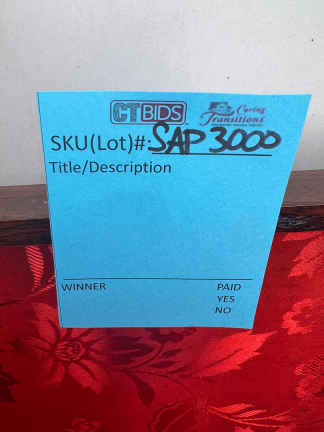 CTBIDS Caring Transitions
SKU(Lot)#: SAP 3000
Title/Description
WINNER PAID
YES
NO